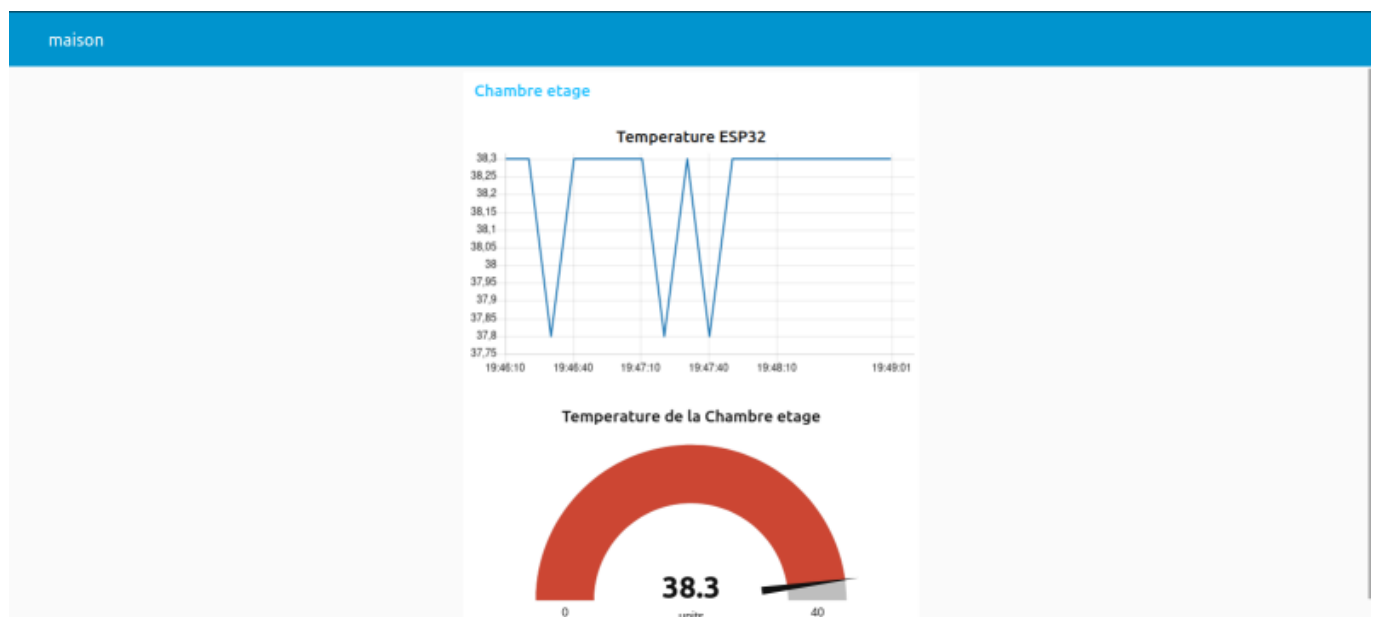 maison
Chambre etage
Temperature ESP32
38,3
38,25
38,2
38,15
38,1
38,05
38
37,95
37,9
37,85
37,8
37,75
19:46:10 19:46:40 19:47:10 19:47:40 19:48:10 19:49:01
Temperature de la Chambre etage
38.3
0 units 40